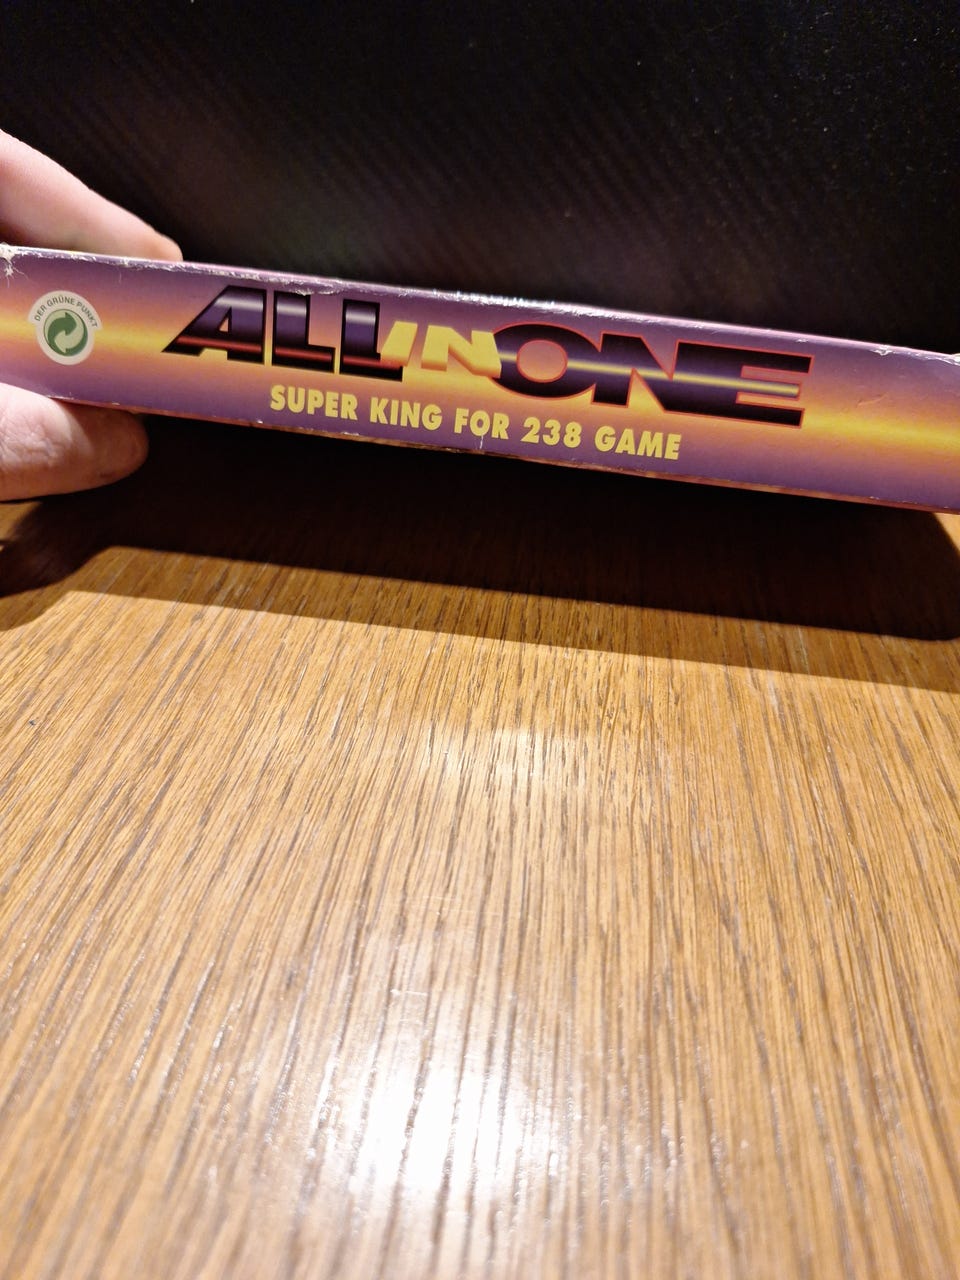 DER GRÜNE PUNKT
ALL IN ONE
SUPER KING FOR 238 GAME